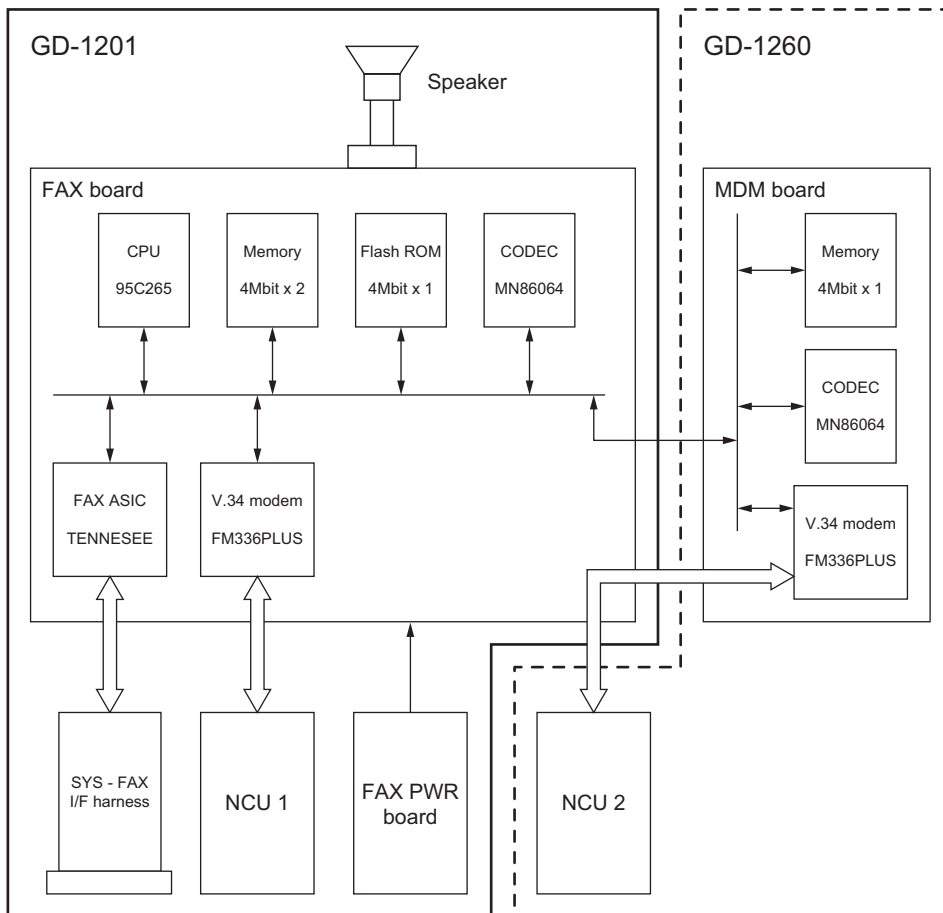 GD-1201
GD-1260
Speaker
FAX board
MDM board
CPU
95C265
Memory
4Mbit x 2
Flash ROM
4Mbit x 1
CODEC
MN86064
Memory
4Mbit x 1
CODEC
MN86064
FAX ASIC
TENNESEE
V.34 modem
FM336PLUS
V.34 modem
FM336PLUS
SYS - FAX
I/F harness
NCU 1
FAX PWR
board
NCU 2